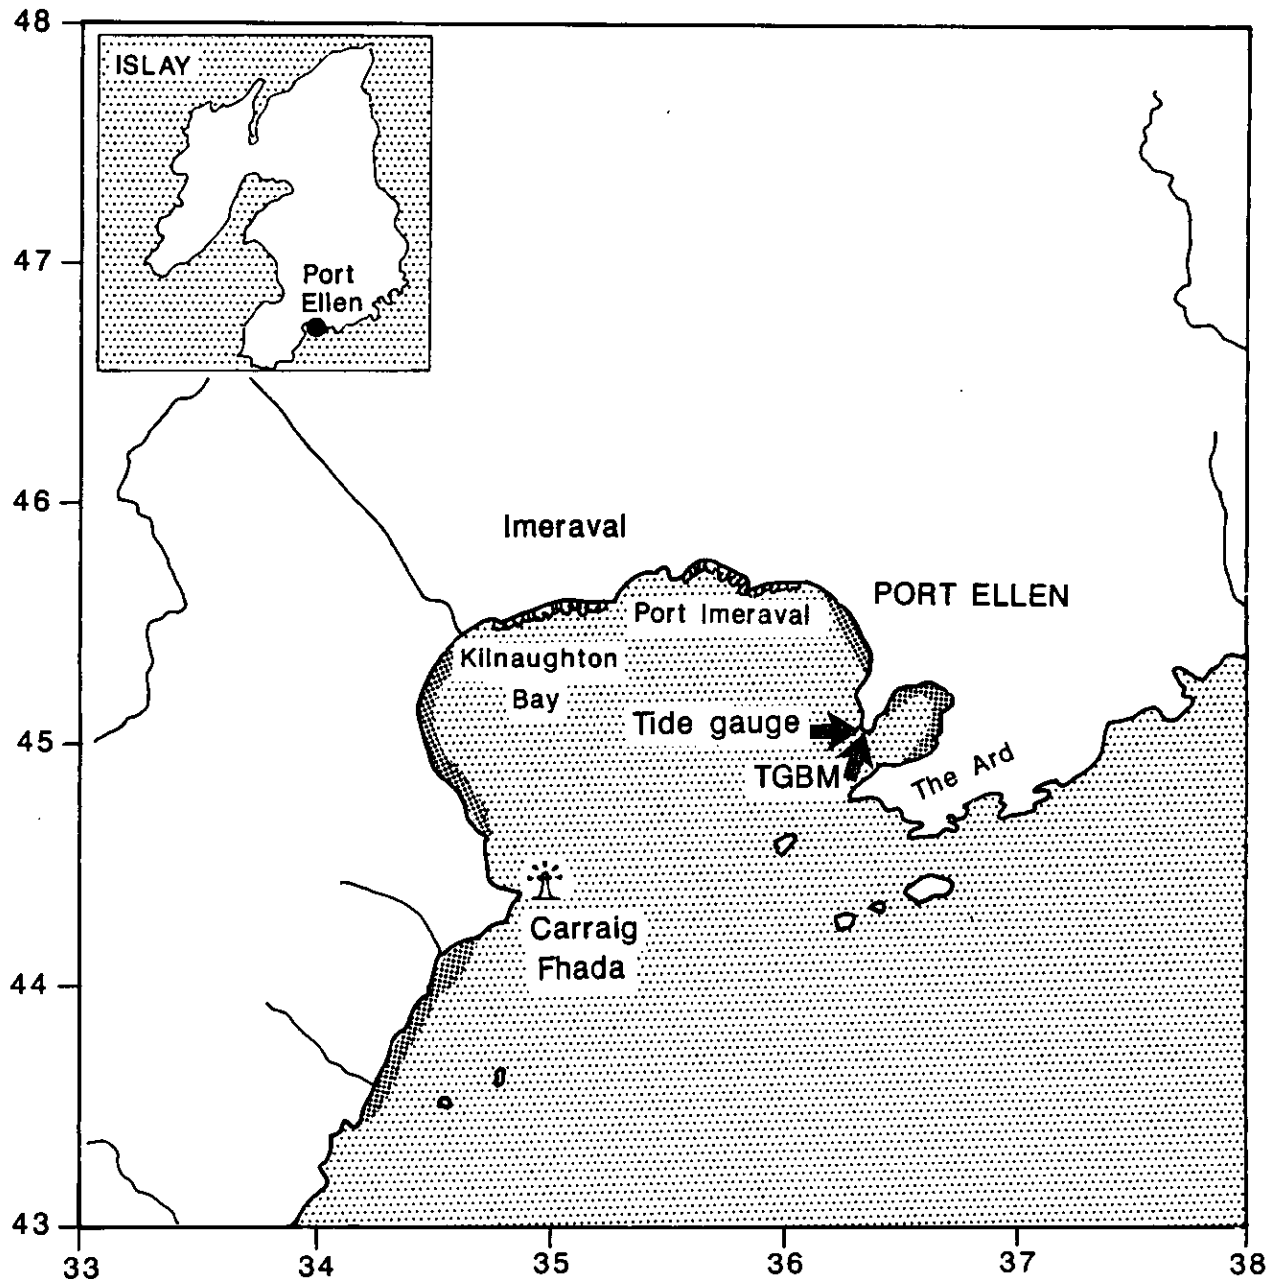 48
ISLAY
47
Port
Ellen
46
Imeraval
PORT ELLEN
Port Imeraval
Kilnaughton
Bay
Tide gauge
45
TGBM
The Ard
Carraig
Fhada
44
43
33
34
35
36
37
38